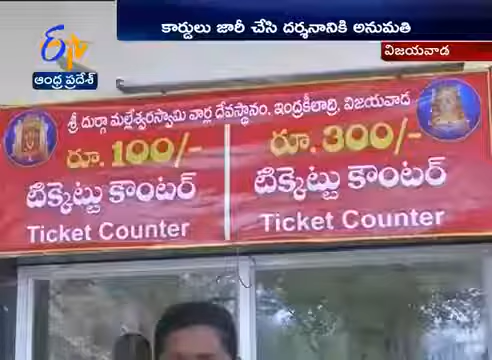 కార్డులు జారీ చేసి దర్శనానికి అనుమతి
విజయవాడ
ETV
ఆంధ్ర ప్రదేశ్
శ్రీ దుర్గా మల్లేశ్వరస్వామి వార్ల దేవస్థానం, ఇంద్రకీలాద్రి, విజయవాడ
రూ. 100/-
టిక్కెట్టు కౌంటర్
Ticket Counter
రూ. 300/-
టిక్కెట్టు కౌంటర్
Ticket Counter